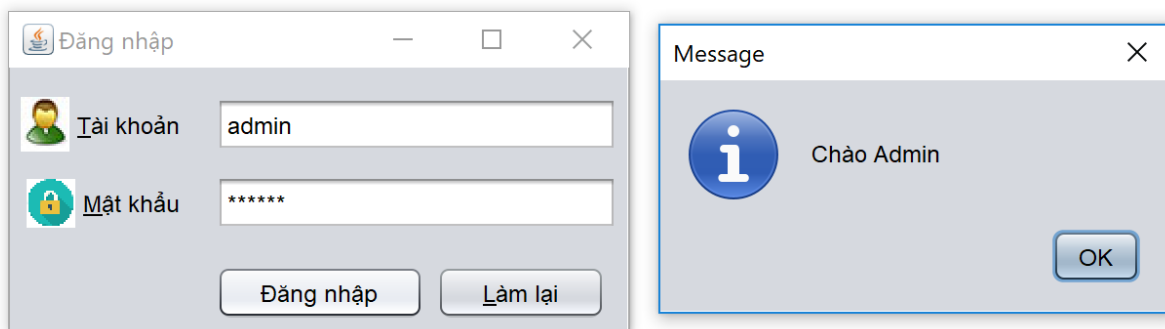 Đăng nhập
Tài khoản
admin
Mật khẩu
******
Đăng nhập
Làm lại
Message
Chào Admin
OK